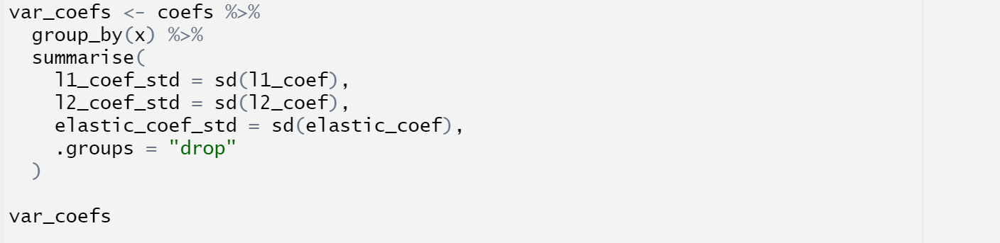 var_coefs <- coefs %>%
  group_by(x) %>%
  summarise(
    l1_coef_std = sd(l1_coef),
    l2_coef_std = sd(l2_coef),
    elastic_coef_std = sd(elastic_coef),
    .groups = "drop"
  )

var_coefs